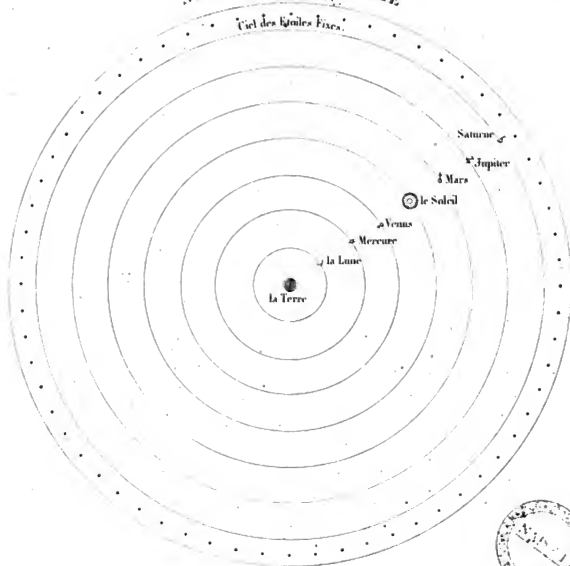 Ciel des Etoiles Fixes.
Saturne
Jupiter
Mars
le Soleil
Venus
Mercure
la Lune
la Terre